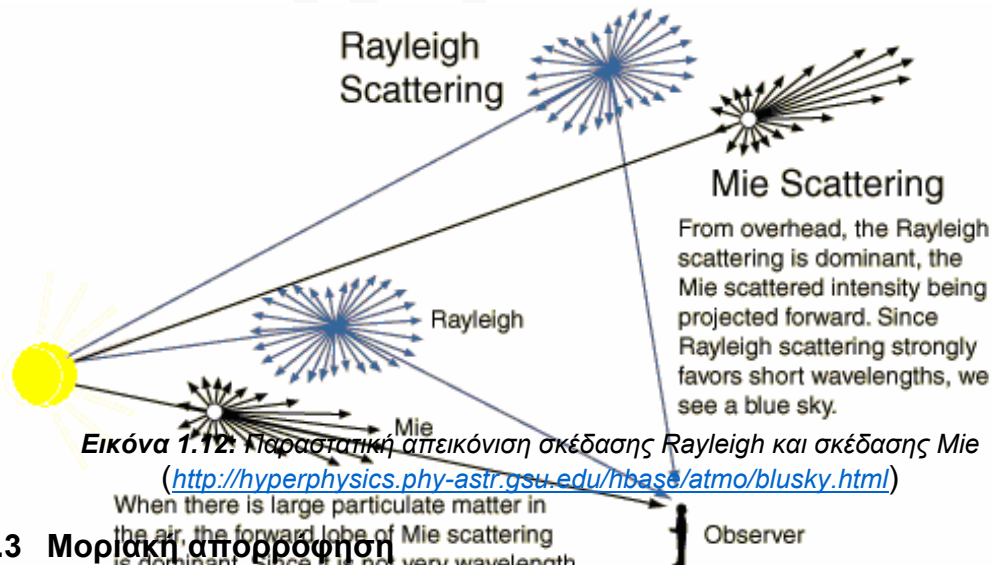 Rayleigh
Scattering
Mie Scattering
From overhead, the Rayleigh
scattering is dominant, the
Mie scattered intensity being
projected forward. Since
Rayleigh scattering strongly
favors short wavelengths, we
see a blue sky.
Rayleigh
Mie
Εικόνα 1.12: Παραστατική απεικόνιση σκέδασης Rayleigh και σκέδασης Mie
(http://hyperphysics.phy-astr.gsu.edu/hbase/atmo/blusky.html)
When there is large particulate matter in
the air, the forward lobe of Mie scattering
is dominant. Since it is not very wavelength
Observer
.3 Μοριακή απορρόφηση